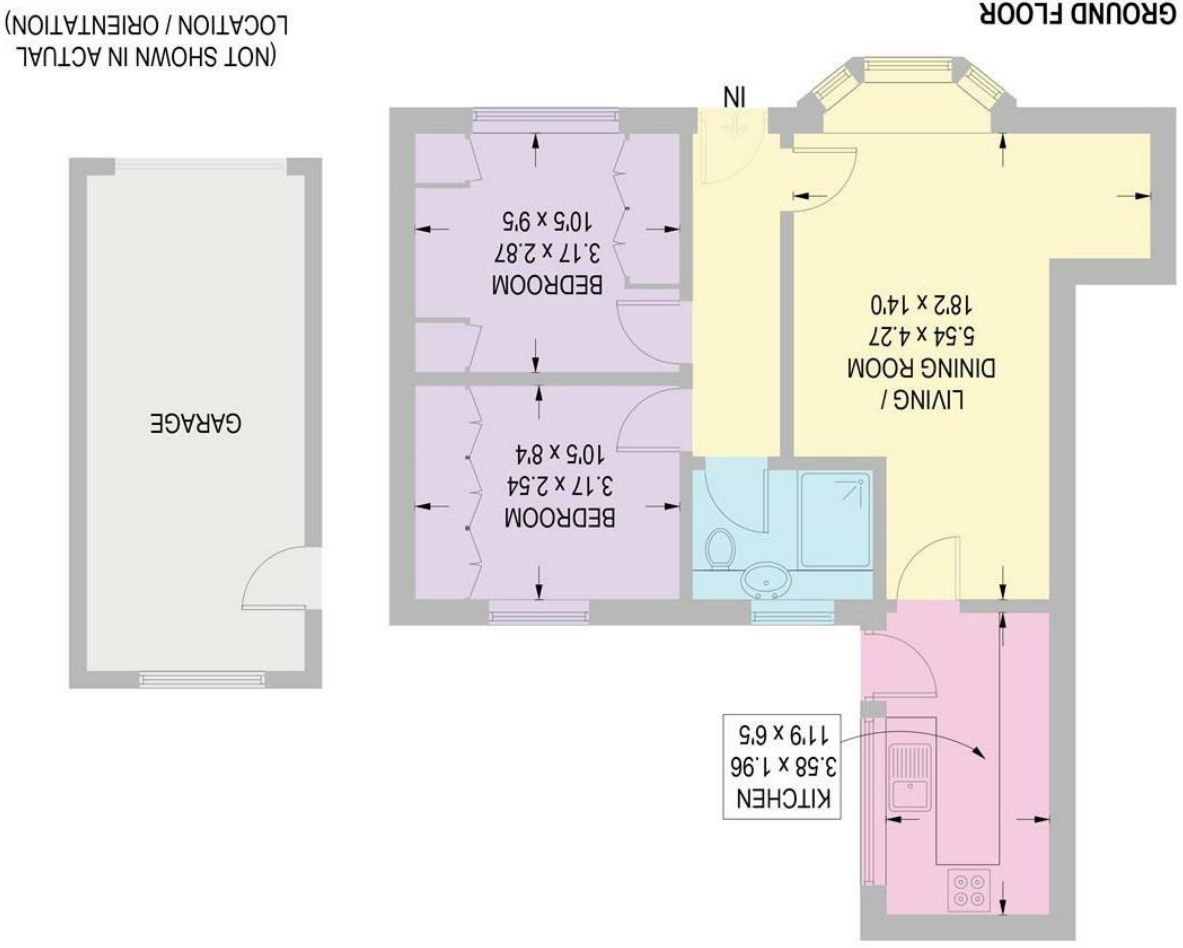 KITCHEN
3.58 x 1.96
11'9 x 6'5
BEDROOM
3.17 x 2.54
10'5 x 8'4
LIVING /
DINING ROOM
5.54 x 4.27
18'2 x 14'0
GARAGE
BEDROOM
3.17 x 2.87
10'5 x 9'5
IN
GROUND FLOOR
(NOT SHOWN IN ACTUAL
LOCATION / ORIENTATION)